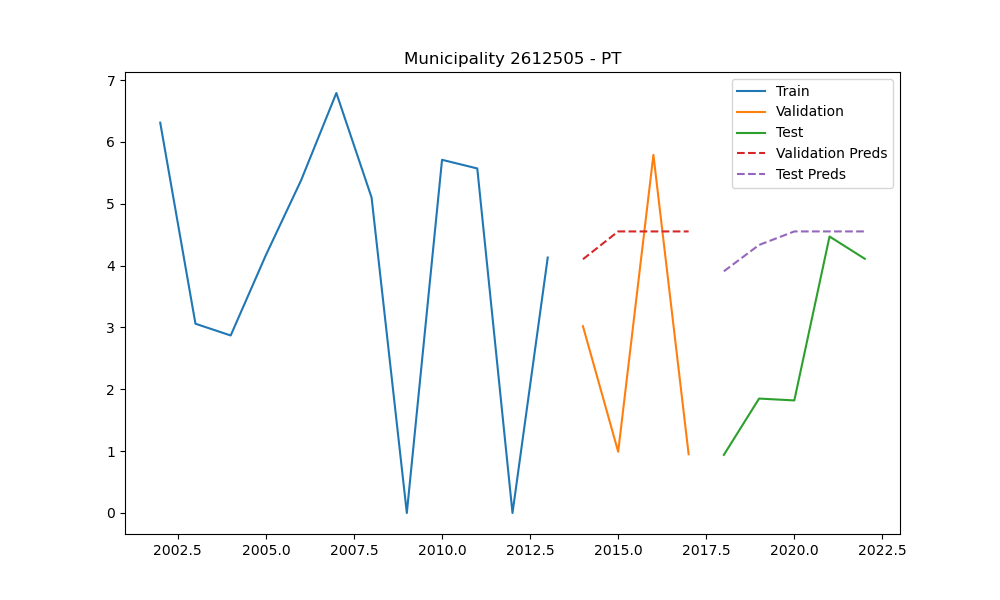 Municipality 2612505 - PT
7
6
5
4
3
2
1
0
Train
Validation
Test
Validation Preds
Test Preds
2002.5 2005.0 2007.5 2010.0 2012.5 2015.0 2017.5 2020.0 2022.5